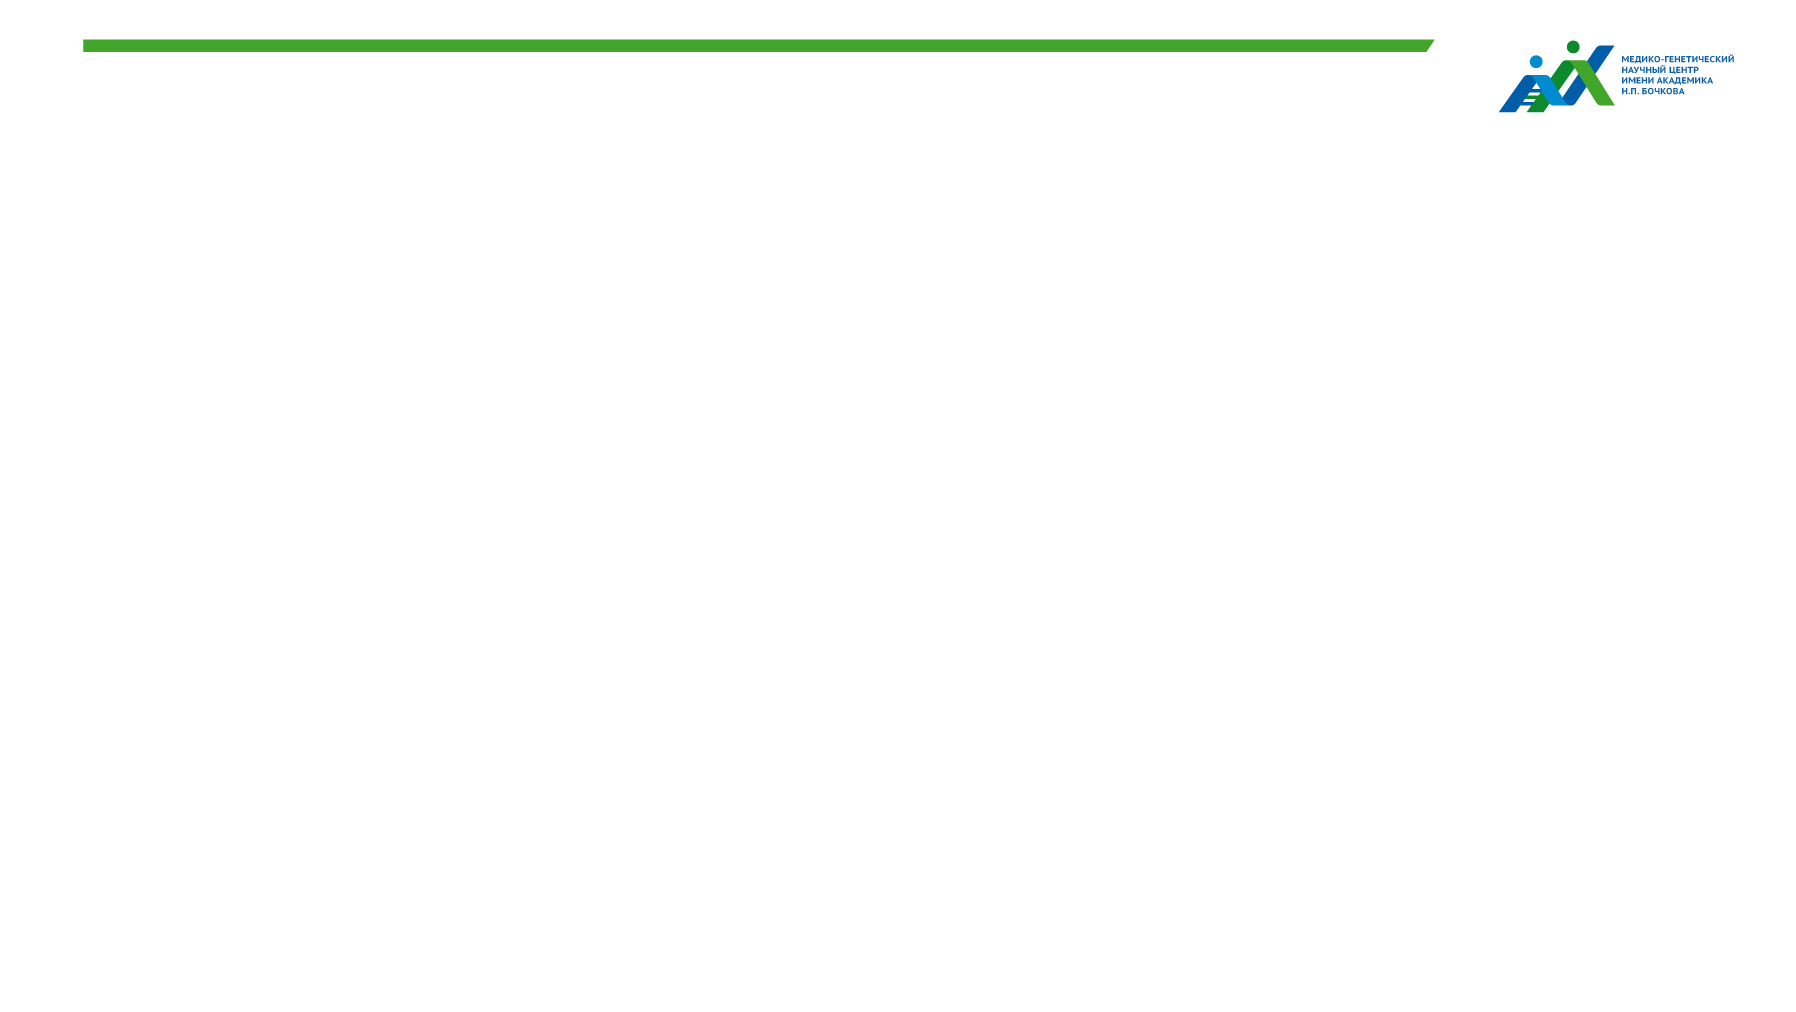 МЕДИКО-ГЕНЕТИЧЕСКИЙ
НАУЧНЫЙ ЦЕНТР
ИМЕНИ АКАДЕМИКА
Н.П. БОЧКОВА